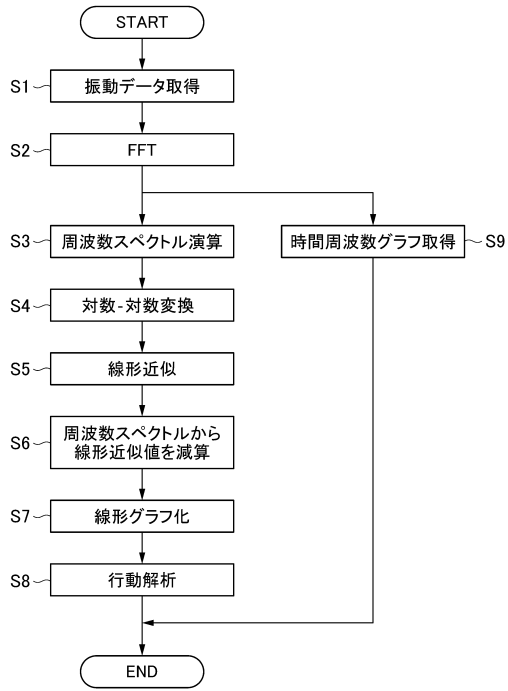 START
S1
振動データ取得
S2
FFT
S3
周波数スペクトル演算
時間周波数グラフ取得
S9
S4
対数-対数変換
S5
線形近似
S6
周波数スペクトルから
線形近似値を減算
S7
線形グラフ化
S8
行動解析
END